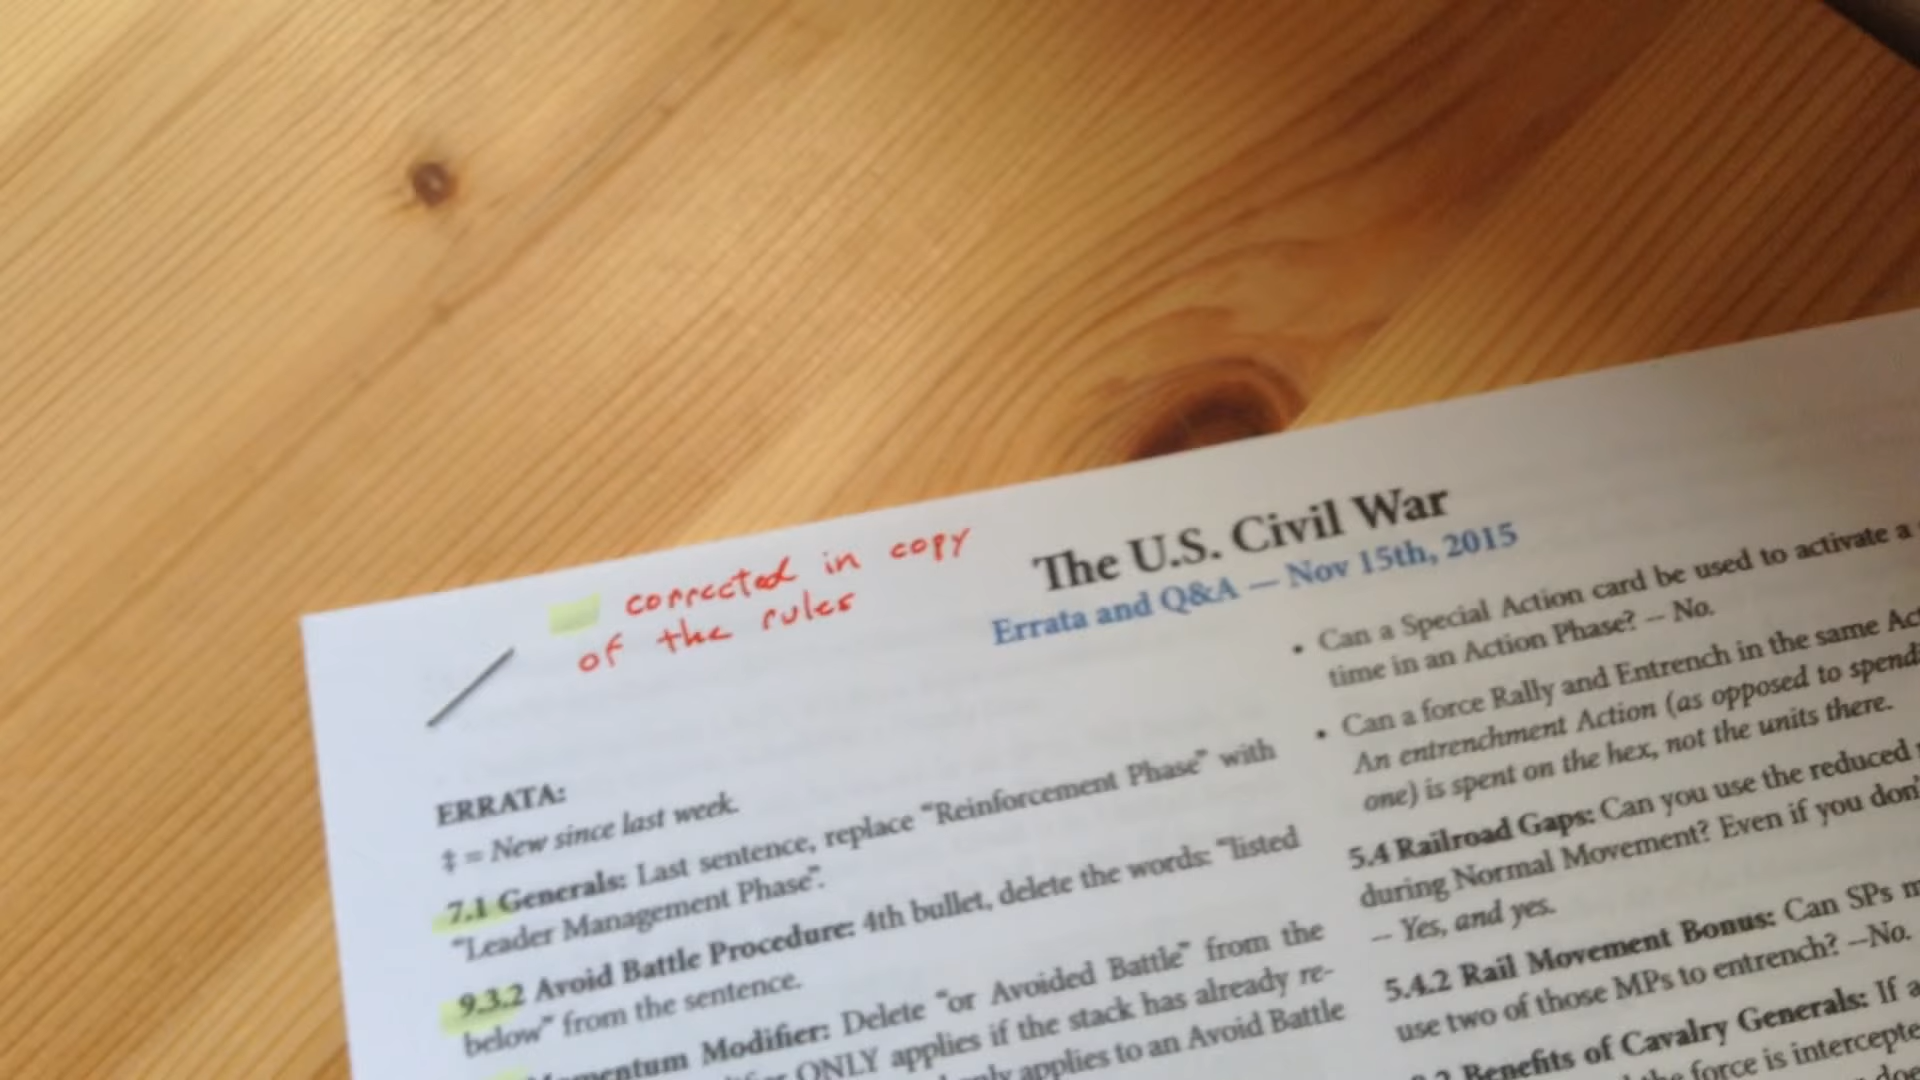 corrected in copy
of the rules
The U.S. Civil War
Errata and Q&A — Nov 15th, 2015
ERRATA:
‡ = New since last week.
7.1 Generals: Last sentence, replace “Reinforcement Phase” with
“Leader Management Phase”.
9.3.2 Avoid Battle Procedure: 4th bullet, delete the words: “listed
below” from the sentence.
Modifier: Delete “or Avoided Battle” from the
ONLY applies if the stack has already re-
only applies to an Avoid Battle
• Can a Special Action card be used to activate a
time in an Action Phase? – No.
• Can a force Rally and Entrench in the same
An entrenchment Action (as opposed to
one) is spent on the hex, not the units there.
5.4 Railroad Gaps: Can you use the reduced
during Normal Movement? Even if you
– Yes, and yes.
5.4.2 Rail Movement Bonus: Can SPs
use two of those MPs to entrench? –No.
Benefits of Cavalry Generals: If
the force is